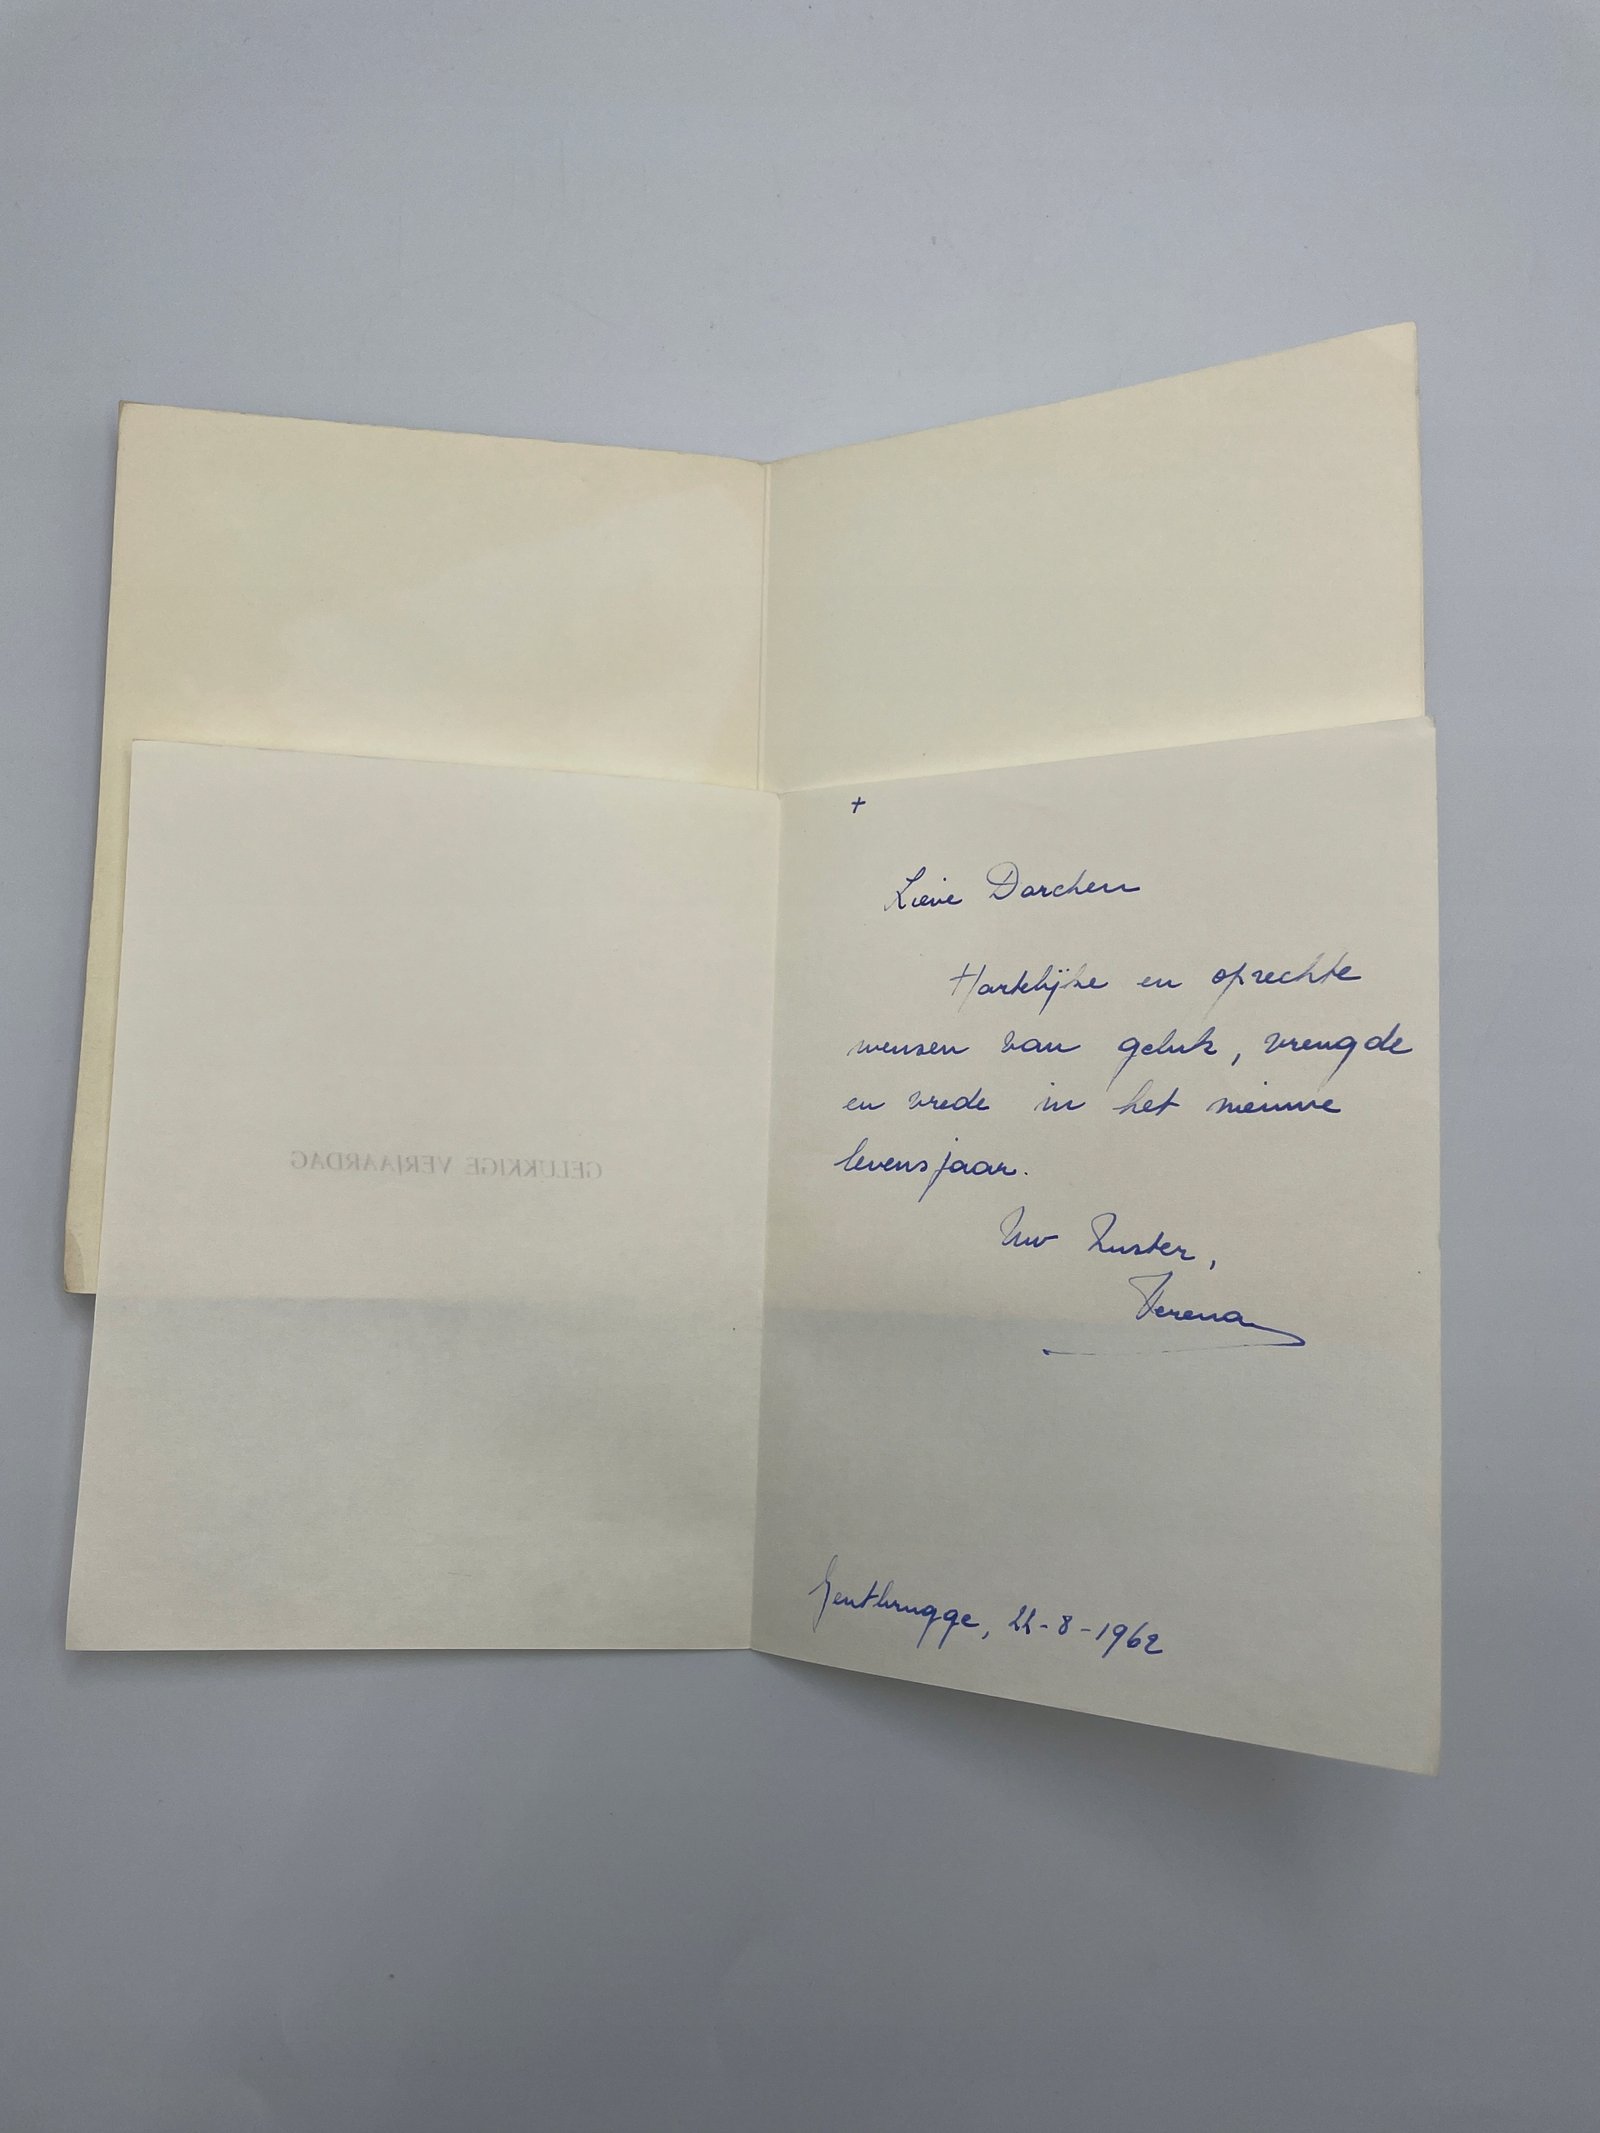 GELUKKIGE VERJAARDAG
+
Lieve Dorchen
Hartelijke en oprechte
wensen van geluk, vreugde
en vrede in het nieuwe
levensjaar.
Uw Zuster,
Verena
Gentbrugge, 22-8-1962